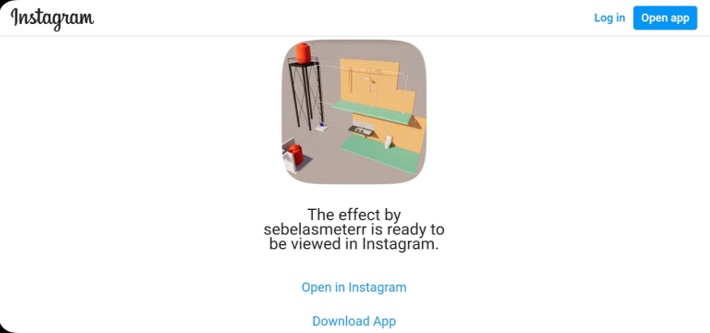 Instagram
Log in
Open app
The effect by
sebelasmeterr is ready to
be viewed in Instagram.
Open in Instagram
Download App